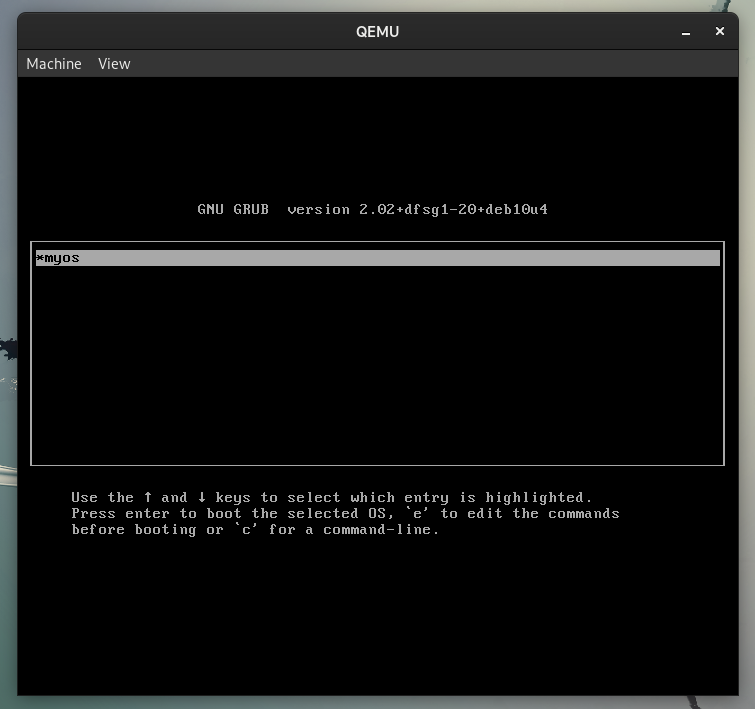 QEMU
Machine View
GNU GRUB version 2.02+dfsg1-20+deb10u4
*myos
Use the ↑ and ↓ keys to select which entry is highlighted.
Press enter to boot the selected OS, `e' to edit the commands
before booting or `c' for a command-line.